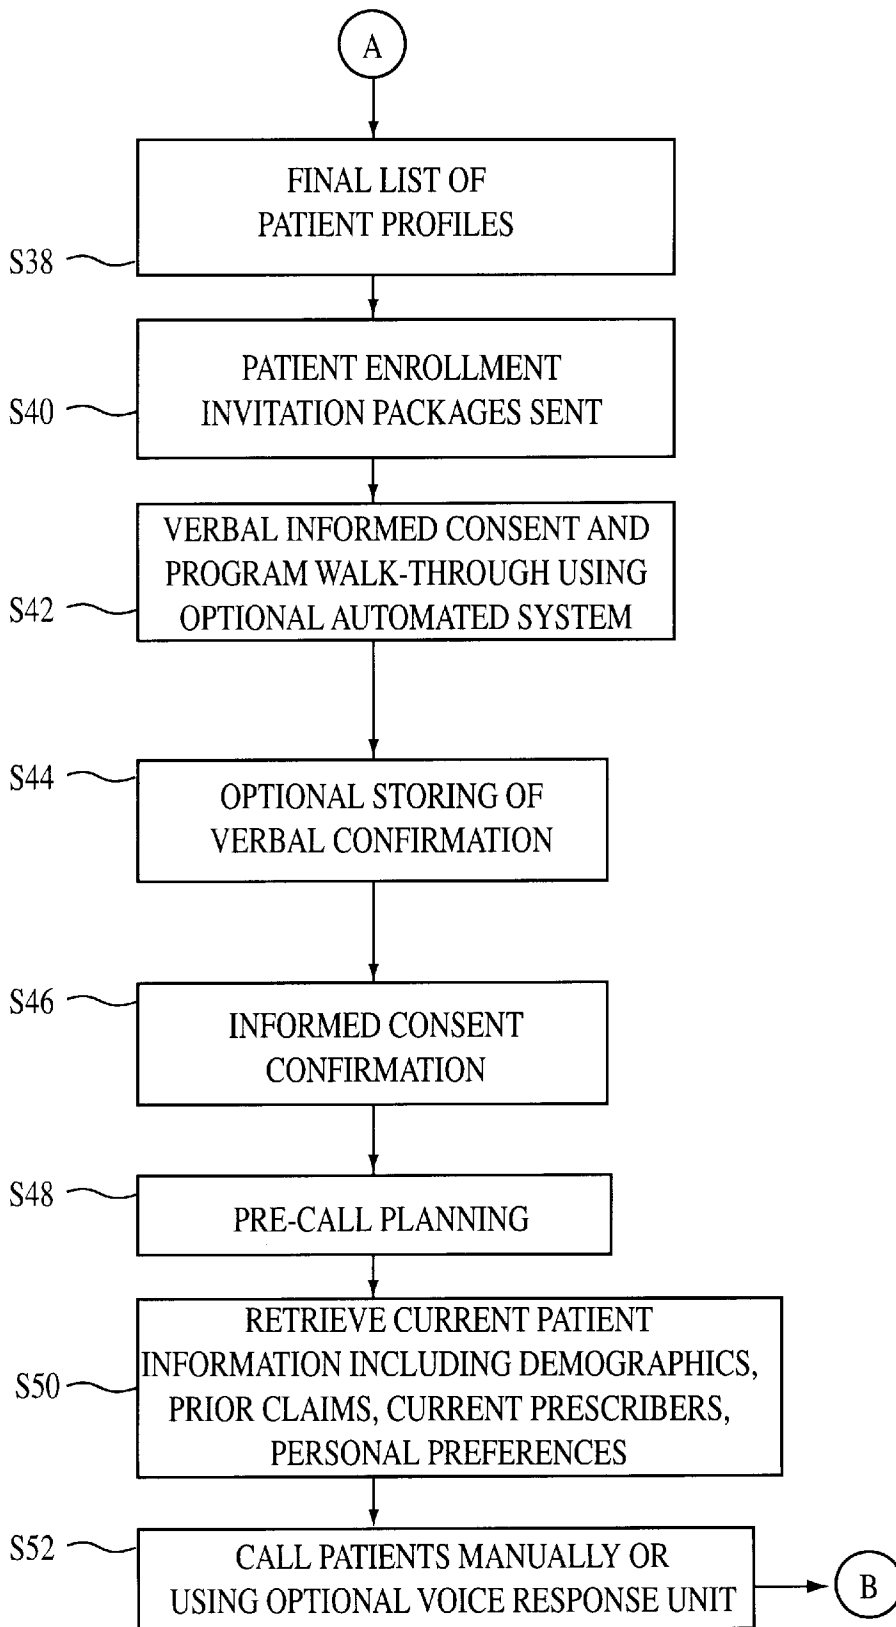 A
FINAL LIST OF
PATIENT PROFILES
S38
PATIENT ENROLLMENT
INVITATION PACKAGES SENT
S40
VERBAL INFORMED CONSENT AND
PROGRAM WALK-THROUGH USING
OPTIONAL AUTOMATED SYSTEM
S42
S44
OPTIONAL STORING OF
VERBAL CONFIRMATION
S46
INFORMED CONSENT
CONFIRMATION
S48
PRE-CALL PLANNING
RETRIEVE CURRENT PATIENT
INFORMATION INCLUDING DEMOGRAPHICS,
PRIOR CLAIMS, CURRENT PRESCRIBERS,
PERSONAL PREFERENCES
S50
S52
CALL PATIENTS MANUALLY OR
USING OPTIONAL VOICE RESPONSE UNIT
B